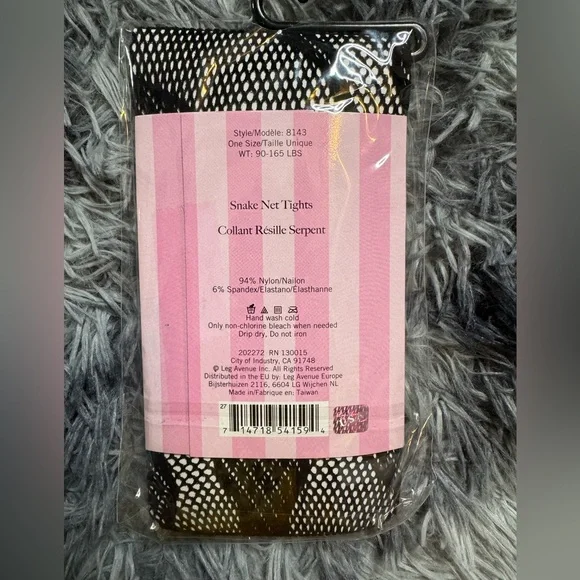 Style/Modèle: 8143
One Size/Taille Unique
WT: 90-165 LBS
Snake Net Tights
Collant Résille Serpent
94% Nylon/Nailon
6% Spandex/Elastano/Élasthanne
Hand wash cold
Only non-chlorine bleach when needed
Drip dry, Do not iron
202272 RN 130015
City of Industry, CA 91748
© Leg Avenue Inc. All Rights Reserved
Distributed in the EU by: Leg Avenue Europe
Bijsterhuizen 2116, 6604 LG Wijchen NL
Made in/Fabrique en: Taiwan
27
7 14718 54159 4